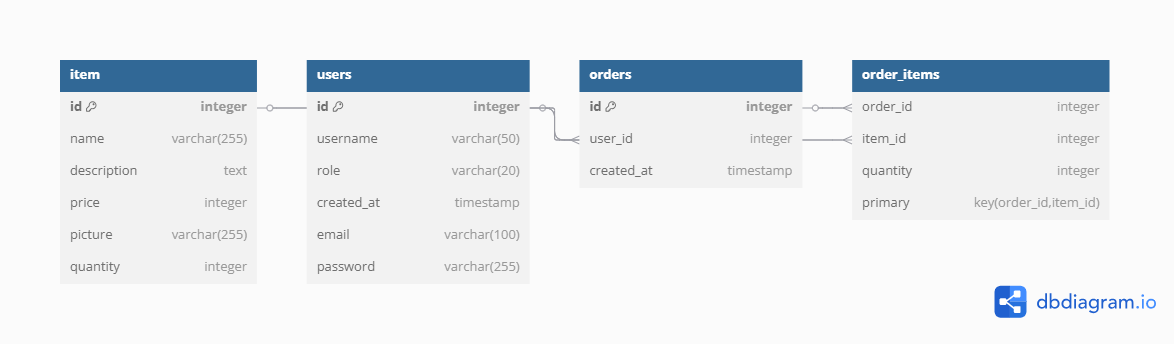 item
id integer
name varchar(255)
description text
price integer
picture varchar(255)
quantity integer
users
id integer
username varchar(50)
role varchar(20)
created_at timestamp
email varchar(100)
password varchar(255)
orders
id integer
user_id integer
created_at timestamp
order_items
order_id integer
item_id integer
quantity integer
primary key(order_id,item_id)
dbdiagram.io